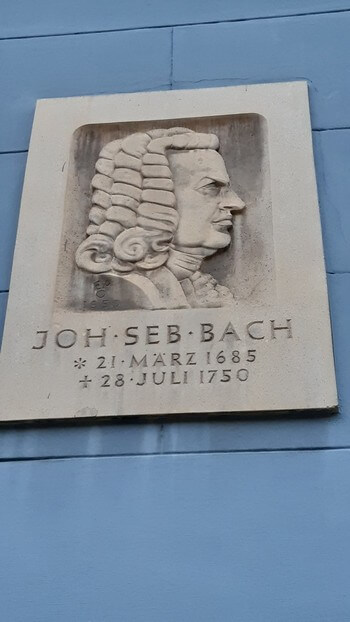 JOH·SEB·BACH
* 21·MÄRZ 1685
+ 28·JULI 1750